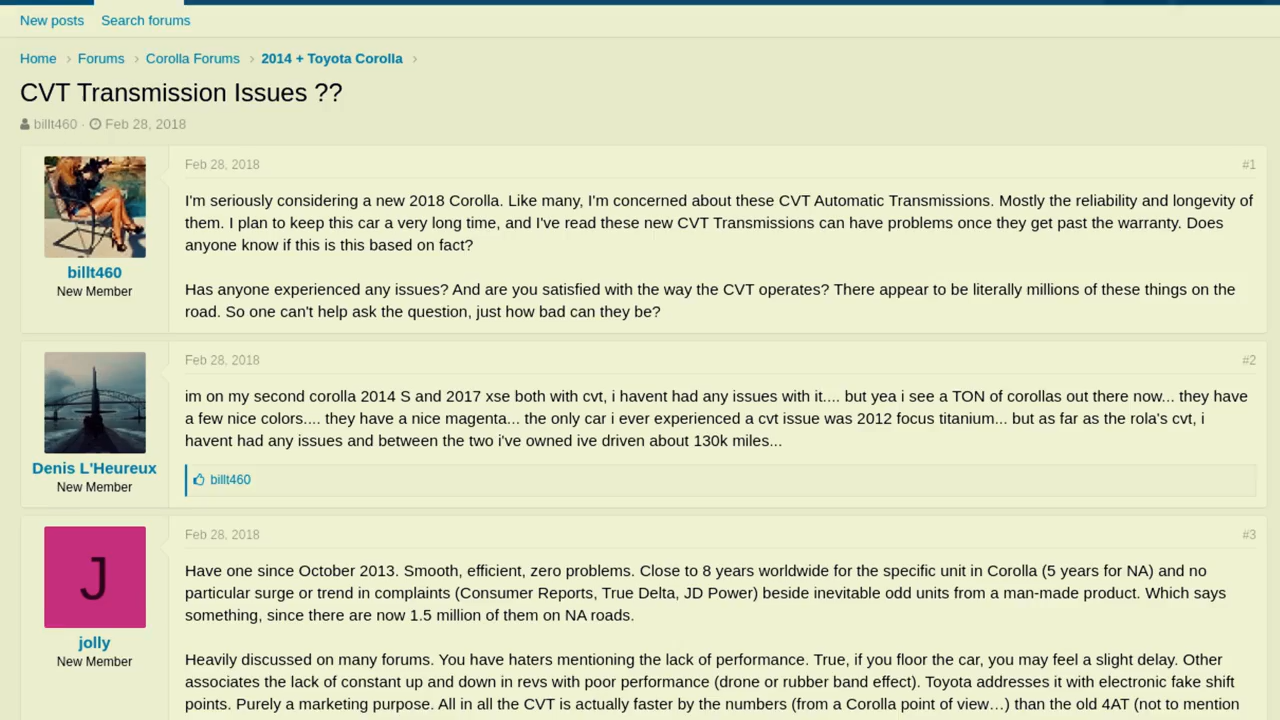 New posts Search forums
Home › Forums › Corolla Forums › 2014 + Toyota Corolla ›
CVT Transmission Issues ??
billt460 · Feb 28, 2018
Feb 28, 2018 #1
I'm seriously considering a new 2018 Corolla. Like many, I'm concerned about these CVT Automatic Transmissions. Mostly the reliability and longevity of
them. I plan to keep this car a very long time, and I've read these new CVT Transmissions can have problems once they get past the warranty. Does
anyone know if this is this based on fact?
Has anyone experienced any issues? And are you satisfied with the way the CVT operates? There appear to be literally millions of these things on the
road. So one can't help ask the question, just how bad can they be?
billt460
New Member
Feb 28, 2018 #2
im on my second corolla 2014 S and 2017 xse both with cvt, i havent had any issues with it.... but yea i see a TON of corollas out there now... they have
a few nice colors.... they have a nice magenta... the only car i ever experienced a cvt issue was 2012 focus titanium... but as far as the rola's cvt, i
havent had any issues and between the two i've owned ive driven about 130k miles...
billt460
Denis L'Heureux
New Member
Feb 28, 2018 #3
J
Have one since October 2013. Smooth, efficient, zero problems. Close to 8 years worldwide for the specific unit in Corolla (5 years for NA) and no
particular surge or trend in complaints (Consumer Reports, True Delta, JD Power) beside inevitable odd units from a man-made product. Which says
something, since there are now 1.5 million of them on NA roads.
jolly
New Member
Heavily discussed on many forums. You have haters mentioning the lack of performance. True, if you floor the car, you may feel a slight delay. Other
associates the lack of constant up and down in revs with poor performance (drone or rubber band effect). Toyota addresses it with electronic fake shift
points. Purely a marketing purpose. All in all the CVT is actually faster by the numbers (from a Corolla point of view…) than the old 4AT (not to mention